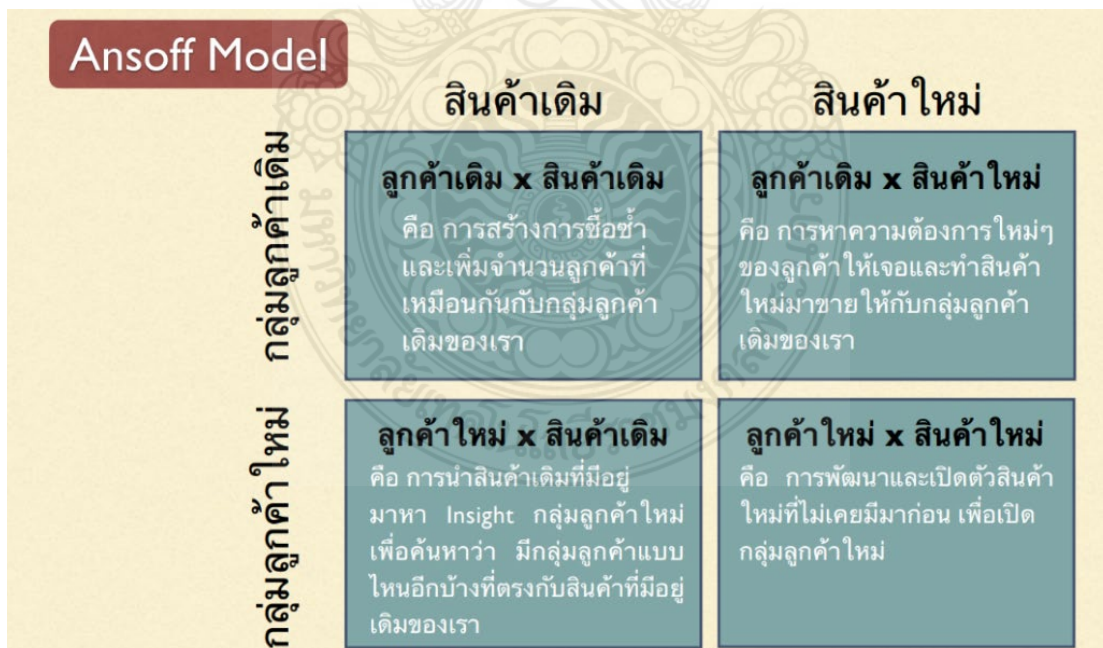 Ansoff Model
สินค้าเดิม
สินค้าใหม่
กลุ่มลูกค้าเดิม
ลูกค้าเดิม x สินค้าเดิม
คือ การสร้างการซื้อซ้ำ
และเพิ่มจำนวนลูกค้าที่
เหมือนกันกับกลุ่มลูกค้า
เดิมของเรา
ลูกค้าเดิม x สินค้าใหม่
คือ การหาความต้องการใหม่ๆ
ของลูกค้าให้เจอและทำสินค้า
ใหม่มาขายให้กับกลุ่มลูกค้า
เดิมของเรา
กลุ่มลูกค้าใหม่
ลูกค้าใหม่ x สินค้าเดิม
คือ การนำสินค้าเดิมที่มีอยู่
มาหา Insight กลุ่มลูกค้าใหม่
เพื่อค้นหาว่า มีกลุ่มลูกค้าแบบ
ไหนอีกบ้างที่ตรงกับสินค้าที่มีอยู่
เดิมของเรา
ลูกค้าใหม่ x สินค้าใหม่
คือ การพัฒนาและเปิดตัวสินค้า
ใหม่ที่ไม่เคยมีมาก่อน เพื่อเปิด
กลุ่มลูกค้าใหม่